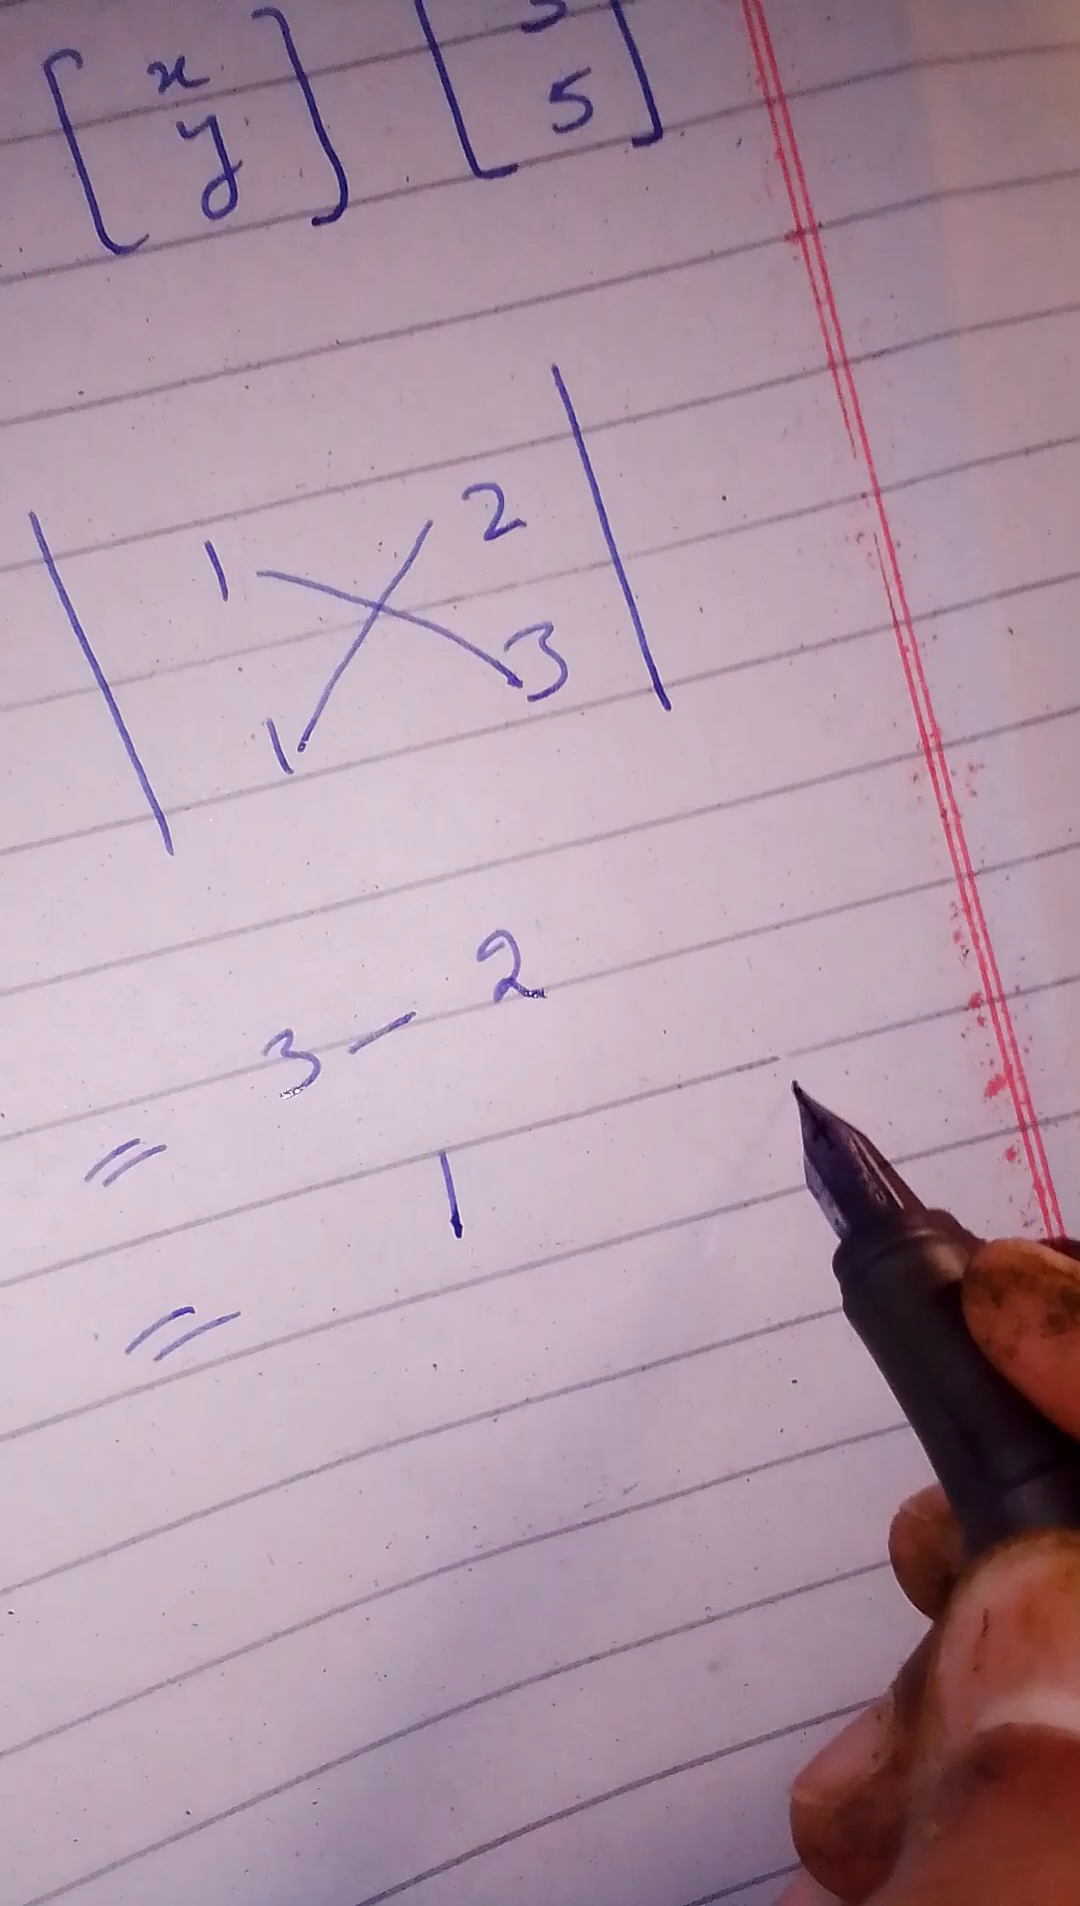 [ x ] [
[ y ] [ 5 ]
| 1 2 |
| 1 3 |
= 3 - 2
= 1